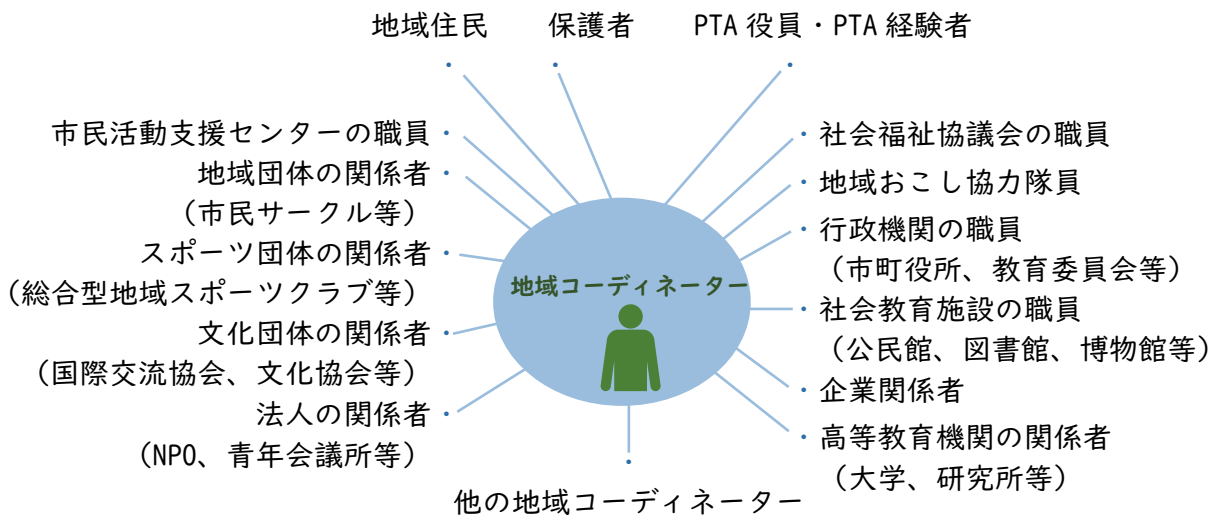 地域住民
保護者
PTA 役員・PTA 経験者
市民活動支援センターの職員
地域団体の関係者
（市民サークル等）
スポーツ団体の関係者
（総合型地域スポーツクラブ等）
文化団体の関係者
（国際交流協会、文化協会等）
法人の関係者
（NPO、青年会議所等）
地域コーディネーター
社会福祉協議会の職員
地域おこし協力隊員
行政機関の職員
（市町役所、教育委員会等）
社会教育施設の職員
（公民館、図書館、博物館等）
企業関係者
高等教育機関の関係者
（大学、研究所等）
他の地域コーディネーター